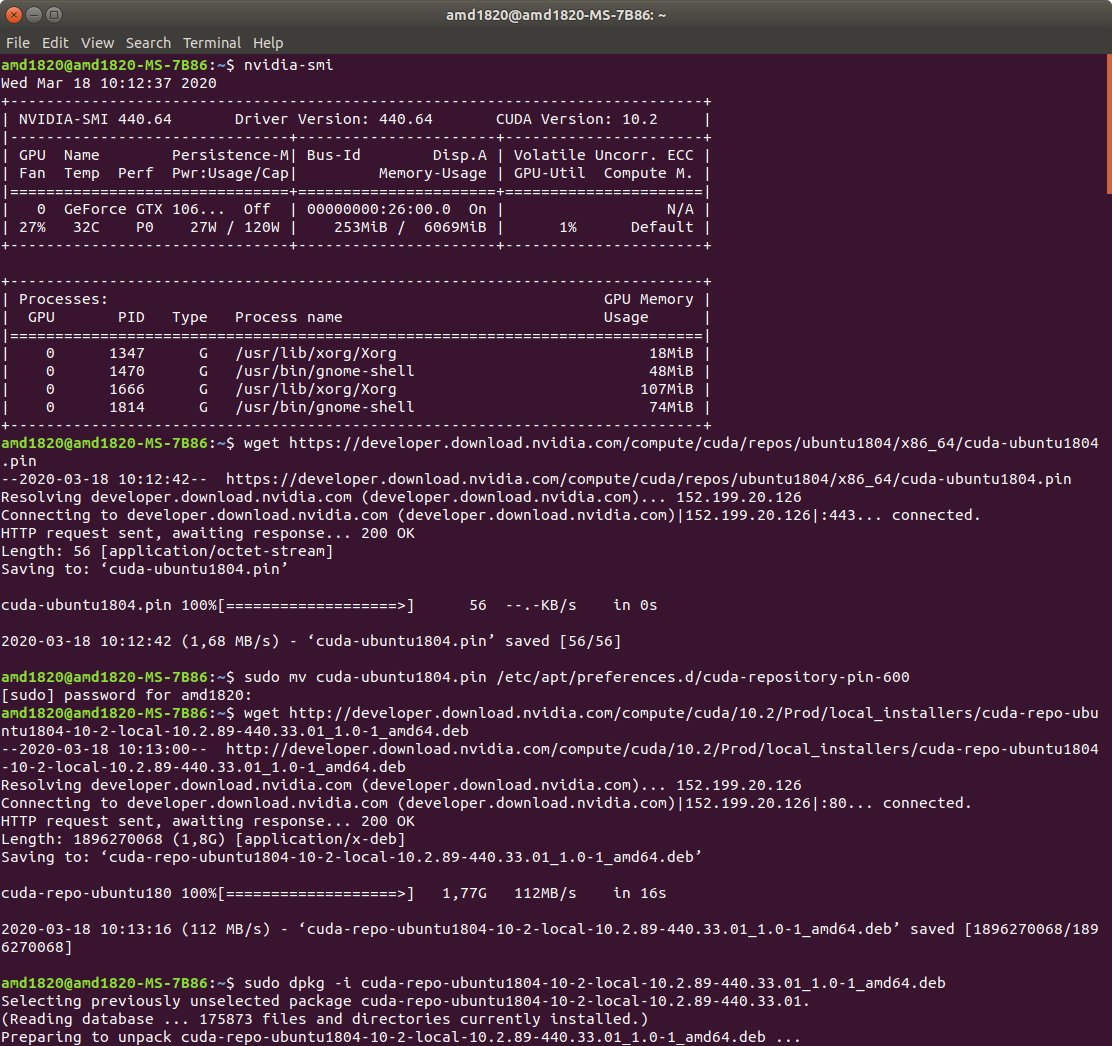 amd1820@amd1820-MS-7B86: ~
File Edit View Search Terminal Help
amd1820@amd1820-MS-7B86:~$ nvidia-smi
Wed Mar 18 10:12:37 2020
+-----------------------------------------------------------------------------+
| NVIDIA-SMI 440.64       Driver Version: 440.64       CUDA Version: 10.2     |
|-------------------------------+----------------------+----------------------+
| GPU  Name        Persistence-M| Bus-Id        Disp.A | Volatile Uncorr. ECC |
| Fan  Temp  Perf  Pwr:Usage/Cap|         Memory-Usage | GPU-Util  Compute M. |
|===============================+======================+======================|
|   0  GeForce GTX 106...  Off  | 00000000:26:00.0  On |                  N/A |
| 27%   32C    P0    27W / 120W |    253MiB /  6069MiB |      1%      Default |
+-------------------------------+----------------------+----------------------+
+-----------------------------------------------------------------------------+
| Processes:                                                       GPU Memory |
|  GPU       PID   Type   Process name                             Usage      |
|=============================================================================|
|    0      1347      G   /usr/lib/xorg/Xorg                            18MiB |
|    0      1470      G   /usr/bin/gnome-shell                          48MiB |
|    0      1666      G   /usr/lib/xorg/Xorg                           107MiB |
|    0      1814      G   /usr/bin/gnome-shell                          74MiB |
+-----------------------------------------------------------------------------+
amd1820@amd1820-MS-7B86:~$ wget https://developer.download.nvidia.com/compute/cuda/repos/ubuntu1804/x86_64/cuda-ubuntu1804
.pin
--2020-03-18 10:12:42--  https://developer.download.nvidia.com/compute/cuda/repos/ubuntu1804/x86_64/cuda-ubuntu1804.pin
Resolving developer.download.nvidia.com (developer.download.nvidia.com)... 152.199.20.126
Connecting to developer.download.nvidia.com (developer.download.nvidia.com)|152.199.20.126|:443... connected.
HTTP request sent, awaiting response... 200 OK
Length: 56 [application/octet-stream]
Saving to: ‘cuda-ubuntu1804.pin’
cuda-ubuntu1804.pin 100%[===================>]      56  --.-KB/s    in 0s
2020-03-18 10:12:42 (1,68 MB/s) - ‘cuda-ubuntu1804.pin’ saved [56/56]
amd1820@amd1820-MS-7B86:~$ sudo mv cuda-ubuntu1804.pin /etc/apt/preferences.d/cuda-repository-pin-600
[sudo] password for amd1820:
amd1820@amd1820-MS-7B86:~$ wget http://developer.download.nvidia.com/compute/cuda/10.2/Prod/local_installers/cuda-repo-ubu
ntu1804-10-2-local-10.2.89-440.33.01_1.0-1_amd64.deb
--2020-03-18 10:13:00--  http://developer.download.nvidia.com/compute/cuda/10.2/Prod/local_installers/cuda-repo-ubuntu1804
-10-2-local-10.2.89-440.33.01_1.0-1_amd64.deb
Resolving developer.download.nvidia.com (developer.download.nvidia.com)... 152.199.20.126
Connecting to developer.download.nvidia.com (developer.download.nvidia.com)|152.199.20.126|:80... connected.
HTTP request sent, awaiting response... 200 OK
Length: 1896270068 (1,8G) [application/x-deb]
Saving to: ‘cuda-repo-ubuntu1804-10-2-local-10.2.89-440.33.01_1.0-1_amd64.deb’
cuda-repo-ubuntu180 100%[===================>]   1,77G   112MB/s    in 16s
2020-03-18 10:13:16 (112 MB/s) - ‘cuda-repo-ubuntu1804-10-2-local-10.2.89-440.33.01_1.0-1_amd64.deb’ saved [1896270068/189
6270068]
amd1820@amd1820-MS-7B86:~$ sudo dpkg -i cuda-repo-ubuntu1804-10-2-local-10.2.89-440.33.01_1.0-1_amd64.deb
Selecting previously unselected package cuda-repo-ubuntu1804-10-2-local-10.2.89-440.33.01.
(Reading database ... 175873 files and directories currently installed.)
Preparing to unpack cuda-repo-ubuntu1804-10-2-local-10.2.89-440.33.01_1.0-1_amd64.deb ...